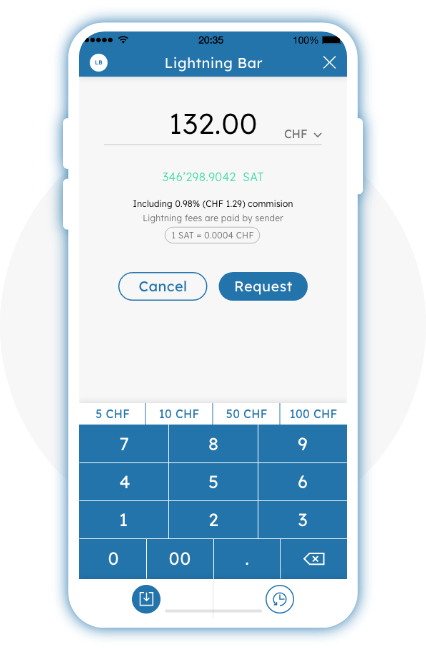 20:35
100%
LB
Lightning Bar
132.00
CHF
346'298.9042 SAT
Including 0.98% (CHF 1.29) commision
Lightning fees are paid by sender
1 SAT = 0.0004 CHF
Cancel
Request
5 CHF
10 CHF
50 CHF
100 CHF
7
8
9
4
5
6
1
2
3
0
00
.